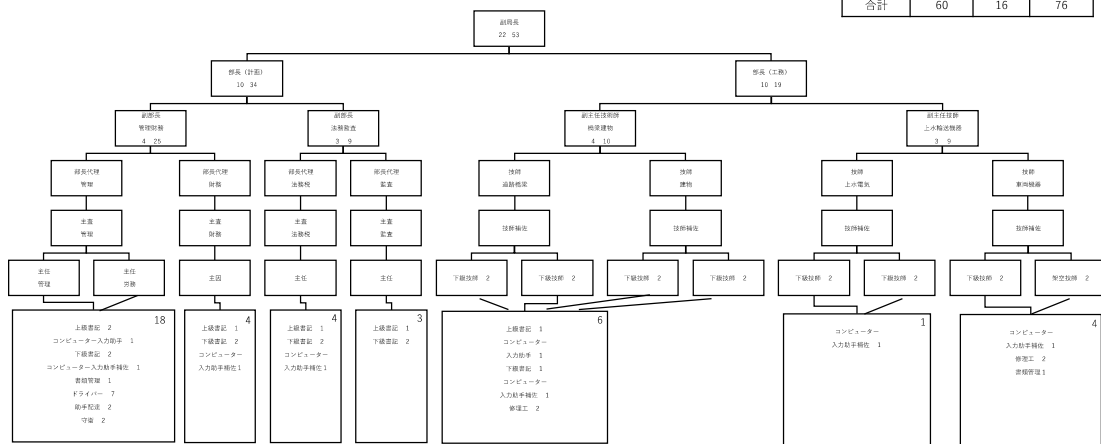 合計 60 16 76
副局長
22 53
部長（計画）
10 34
部長（工務）
10 19
副部長
管理財務
4 25
副部長
法務監査
3 9
副主任技術師
橋梁建物
4 10
副主任技師
上水輸送機器
3 9
部長代理
管理
部長代理
財務
部長代理
法務税
部長代理
監査
技師
道路橋梁
技師
建物
技師
上水電気
技師
車両機器
主査
管理
主査
財務
主査
法務税
主査
監査
技師補佐
技師補佐
技師補佐
技師補佐
主任
管理
主任
労務
主因
主任
主任
下級技師 2
下級技師 2
下級技師 2
下級技師 2
下級技師 2
下級技師 2
下級技師 2
架空技師 2
18
上級書記 2
コンピューター入力助手 1
下級書記 2
コンピューター入力助手補佐 1
書類管理 1
ドライバー 7
助手配達 2
守衛 2
4
上級書記 1
下級書記 2
コンピューター
入力助手補佐1
4
上級書記 1
下級書記 2
コンピューター
入力助手補佐1
3
上級書記 1
下級書記 2
6
上級書記 1
コンピューター
入力助手 1
下級書記 1
コンピューター
入力助手補佐 1
修理工 2
1
コンピューター
入力助手補佐 1
4
コンピューター
入力助手補佐 1
修理工 2
書類管理1